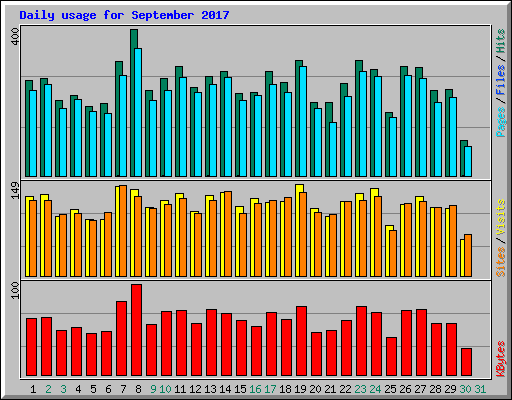 Daily usage for September 2017
400
Pages / Files / Hits
149
Sites / Visits
100
KBytes
1 2 3 4 5 6 7 8 9 10 11 12 13 14 15 16 17 18 19 20 21 22 23 24 25 26 27 28 29 30 31